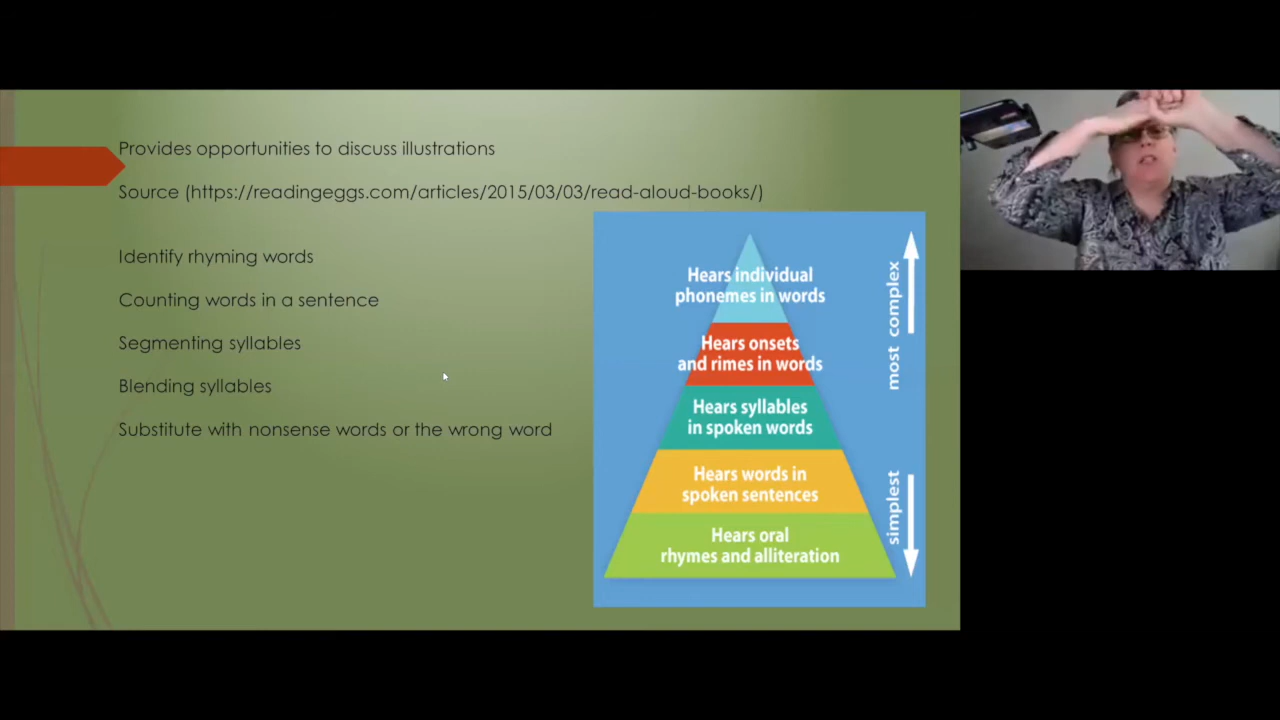 Provides opportunities to discuss illustrations
Source (https://readingeggs.com/articles/2015/03/03/read-aloud-books/)
Identify rhyming words
Counting words in a sentence
Segmenting syllables
Blending syllables
Substitute with nonsense words or the wrong word
Hears individual
phonemes in words
Hears onsets
and rimes in words
Hears syllables
in spoken words
Hears words in
spoken sentences
Hears oral
rhymes and alliteration
most complex
simplest